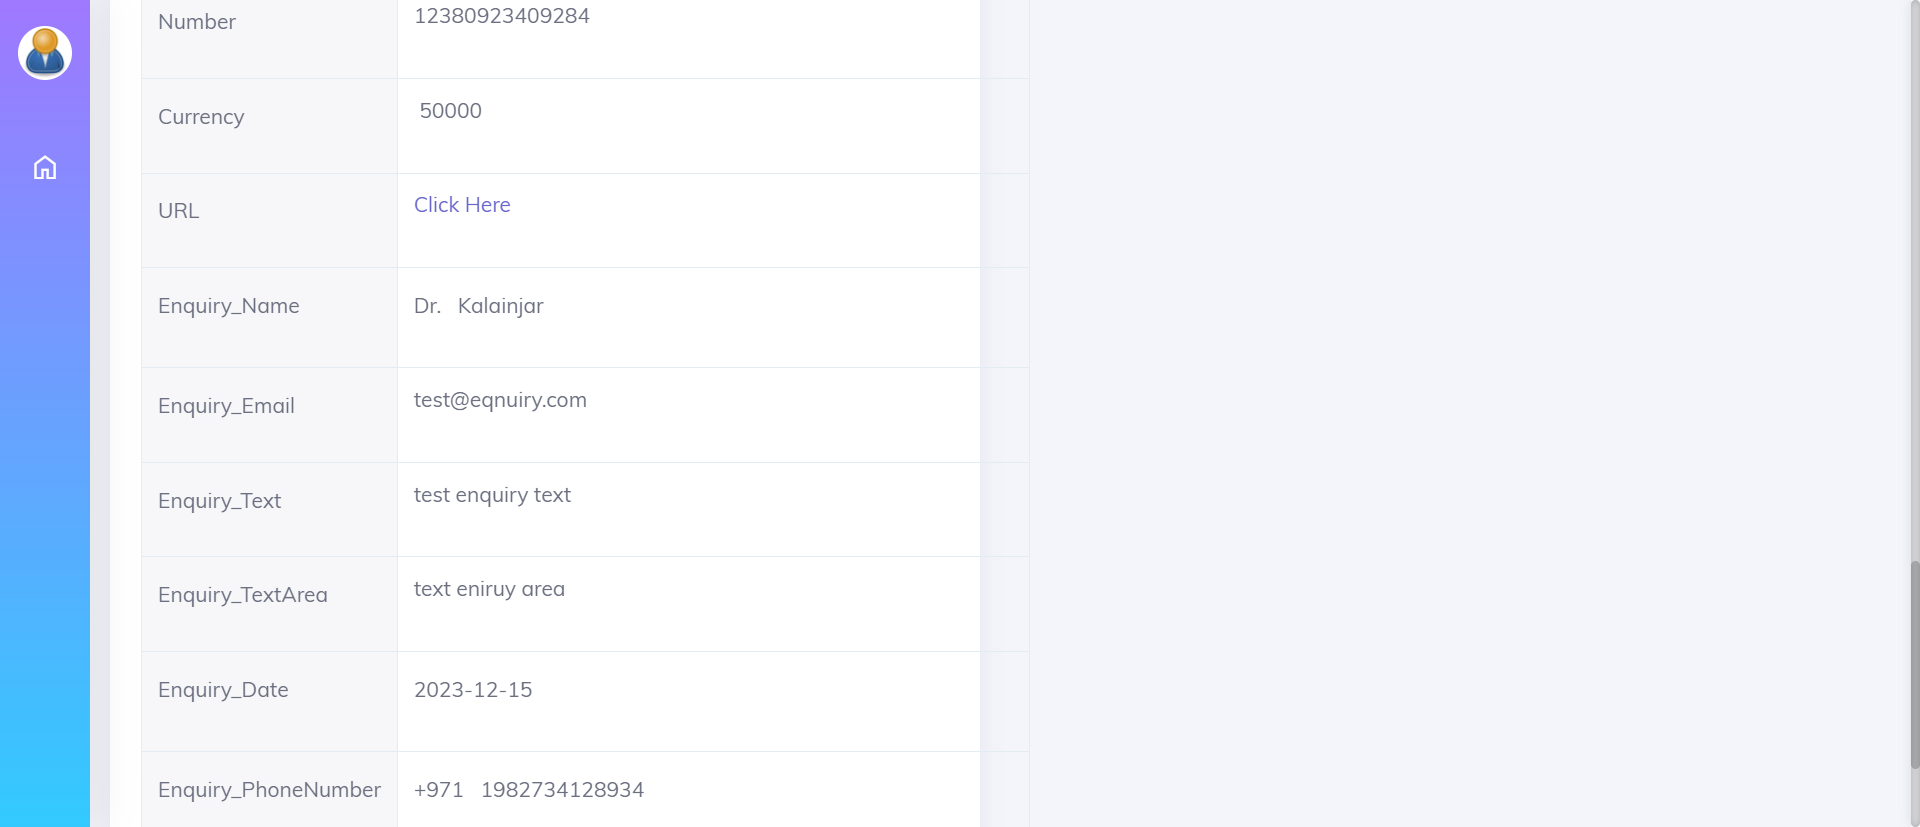 Number 12380923409284
Currency 50000
URL Click Here
Enquiry_Name Dr. Kalainjar
Enquiry_Email test@eqnuiry.com
Enquiry_Text test enquiry text
Enquiry_TextArea text eniruy area
Enquiry_Date 2023-12-15
Enquiry_PhoneNumber +971 1982734128934